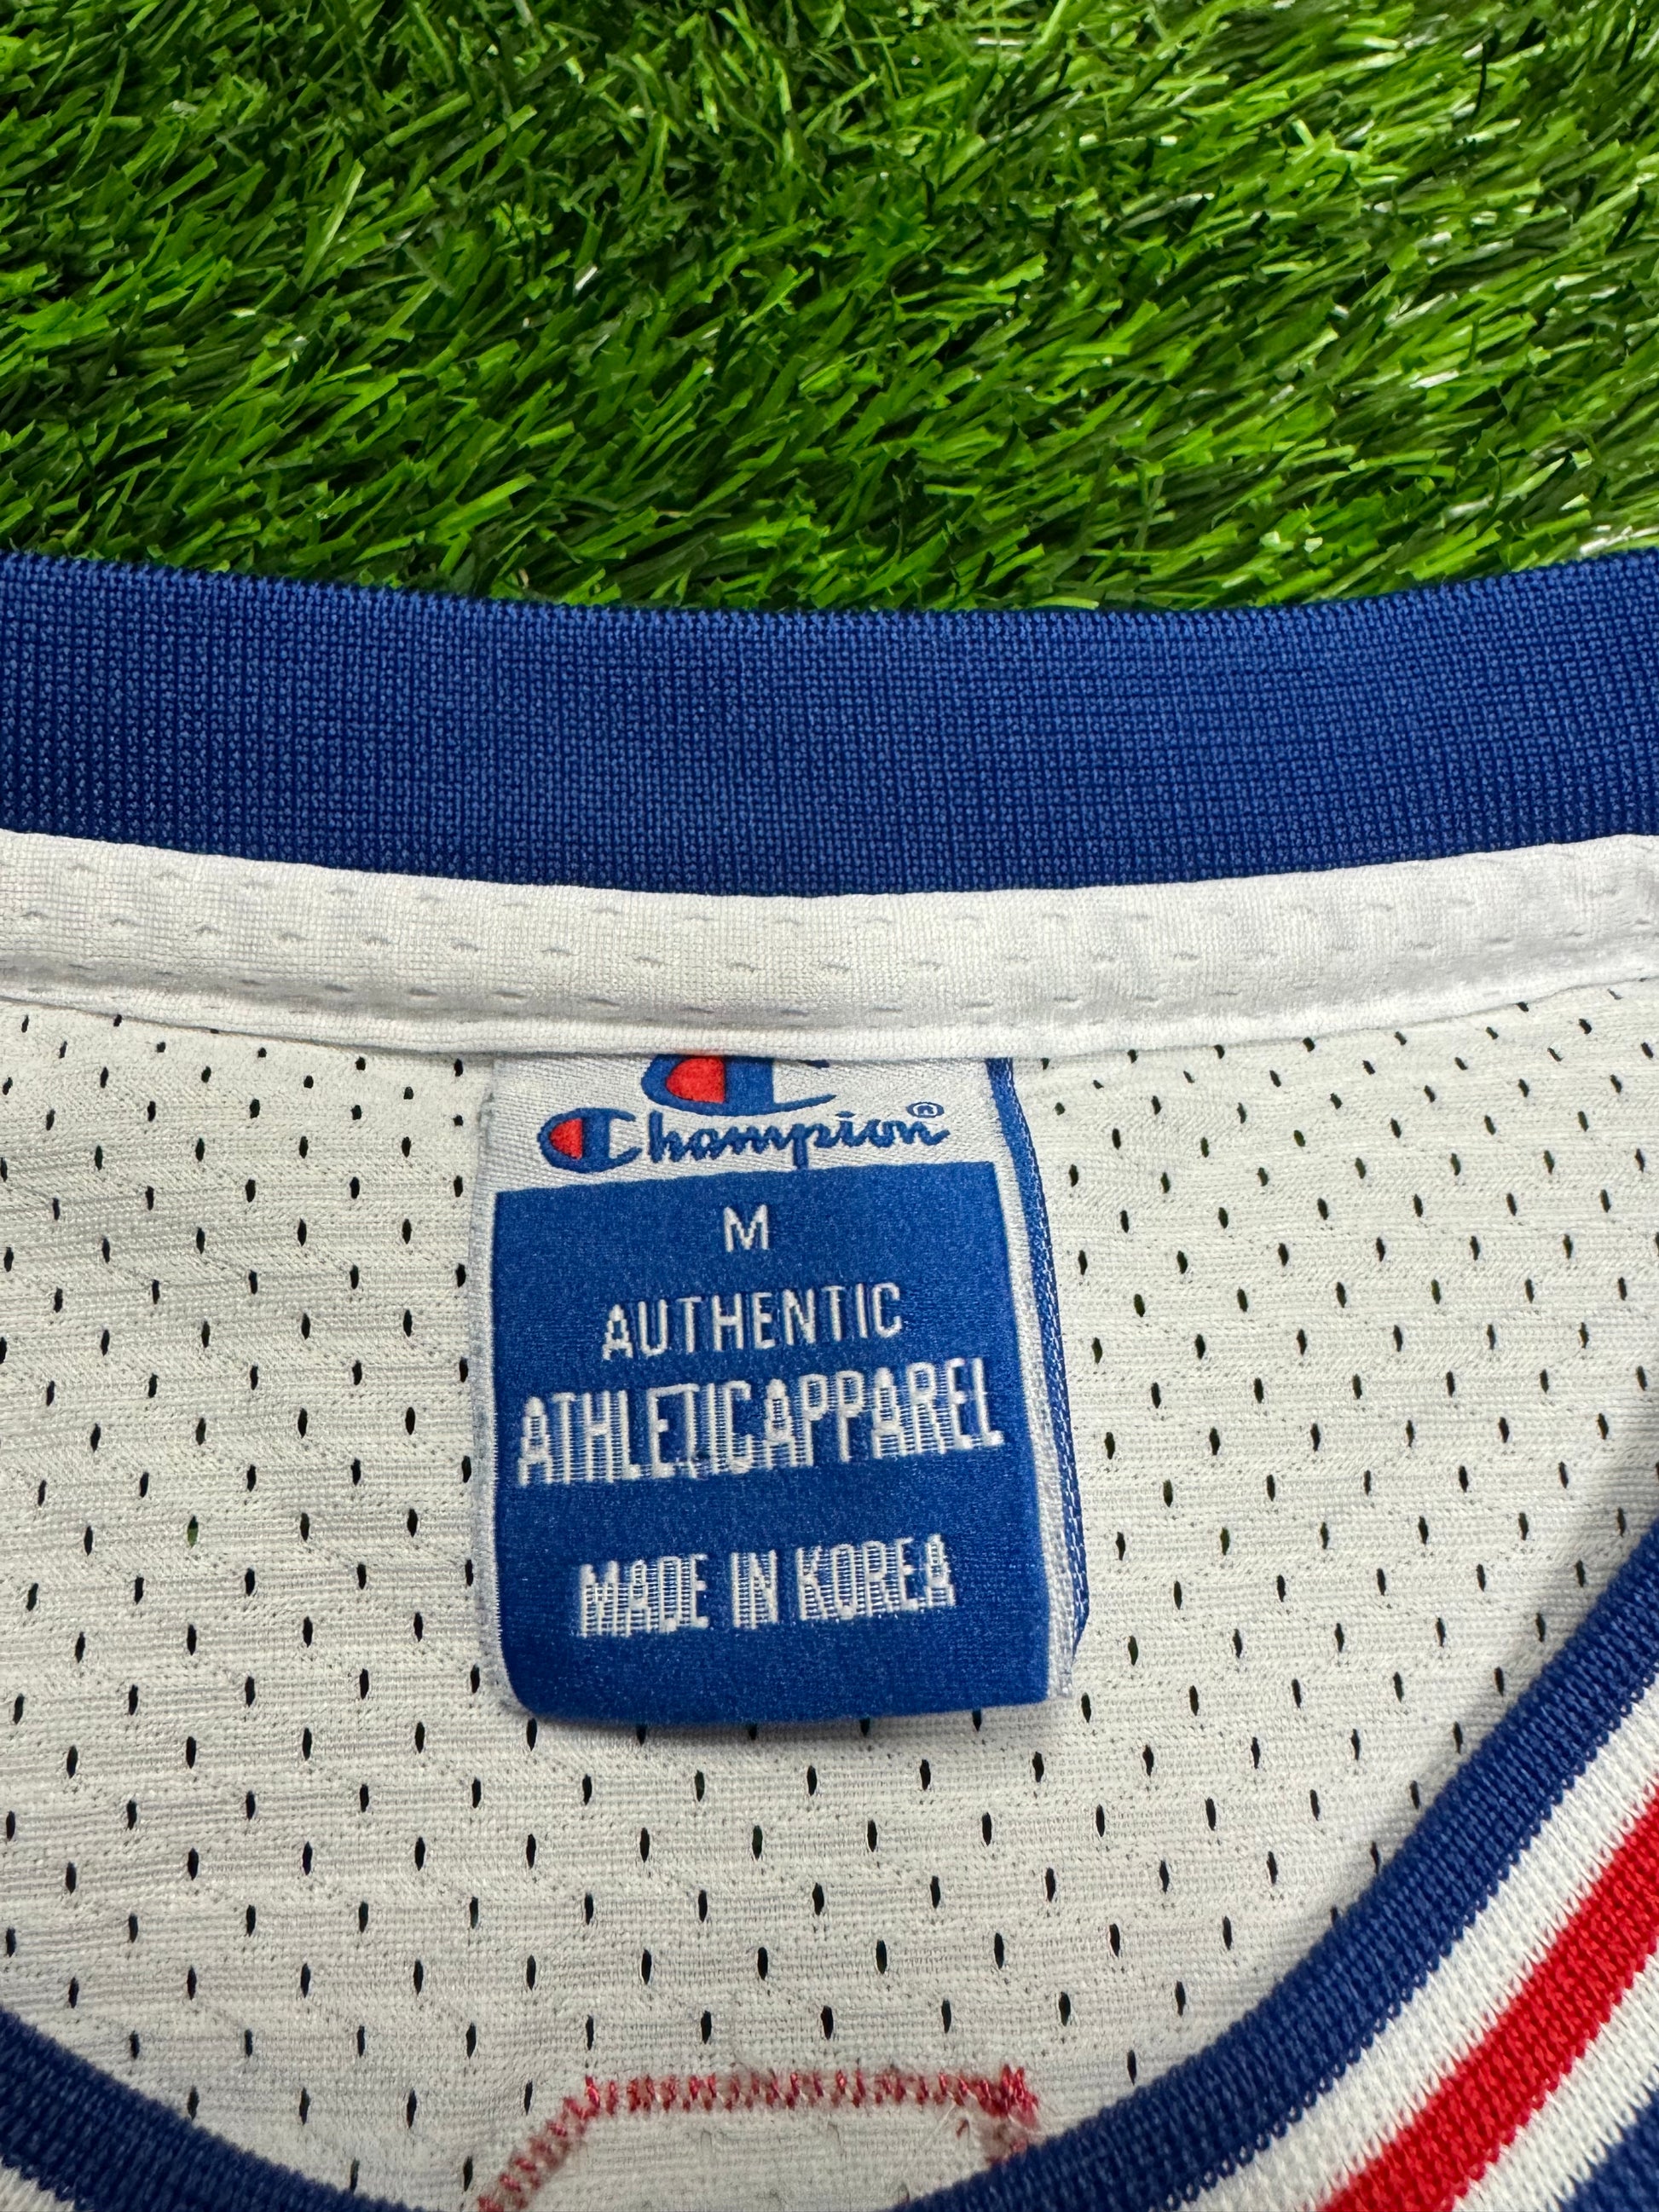 Champion®
M
AUTHENTIC
ATHLETICAPPAREL
MADE IN KOREA